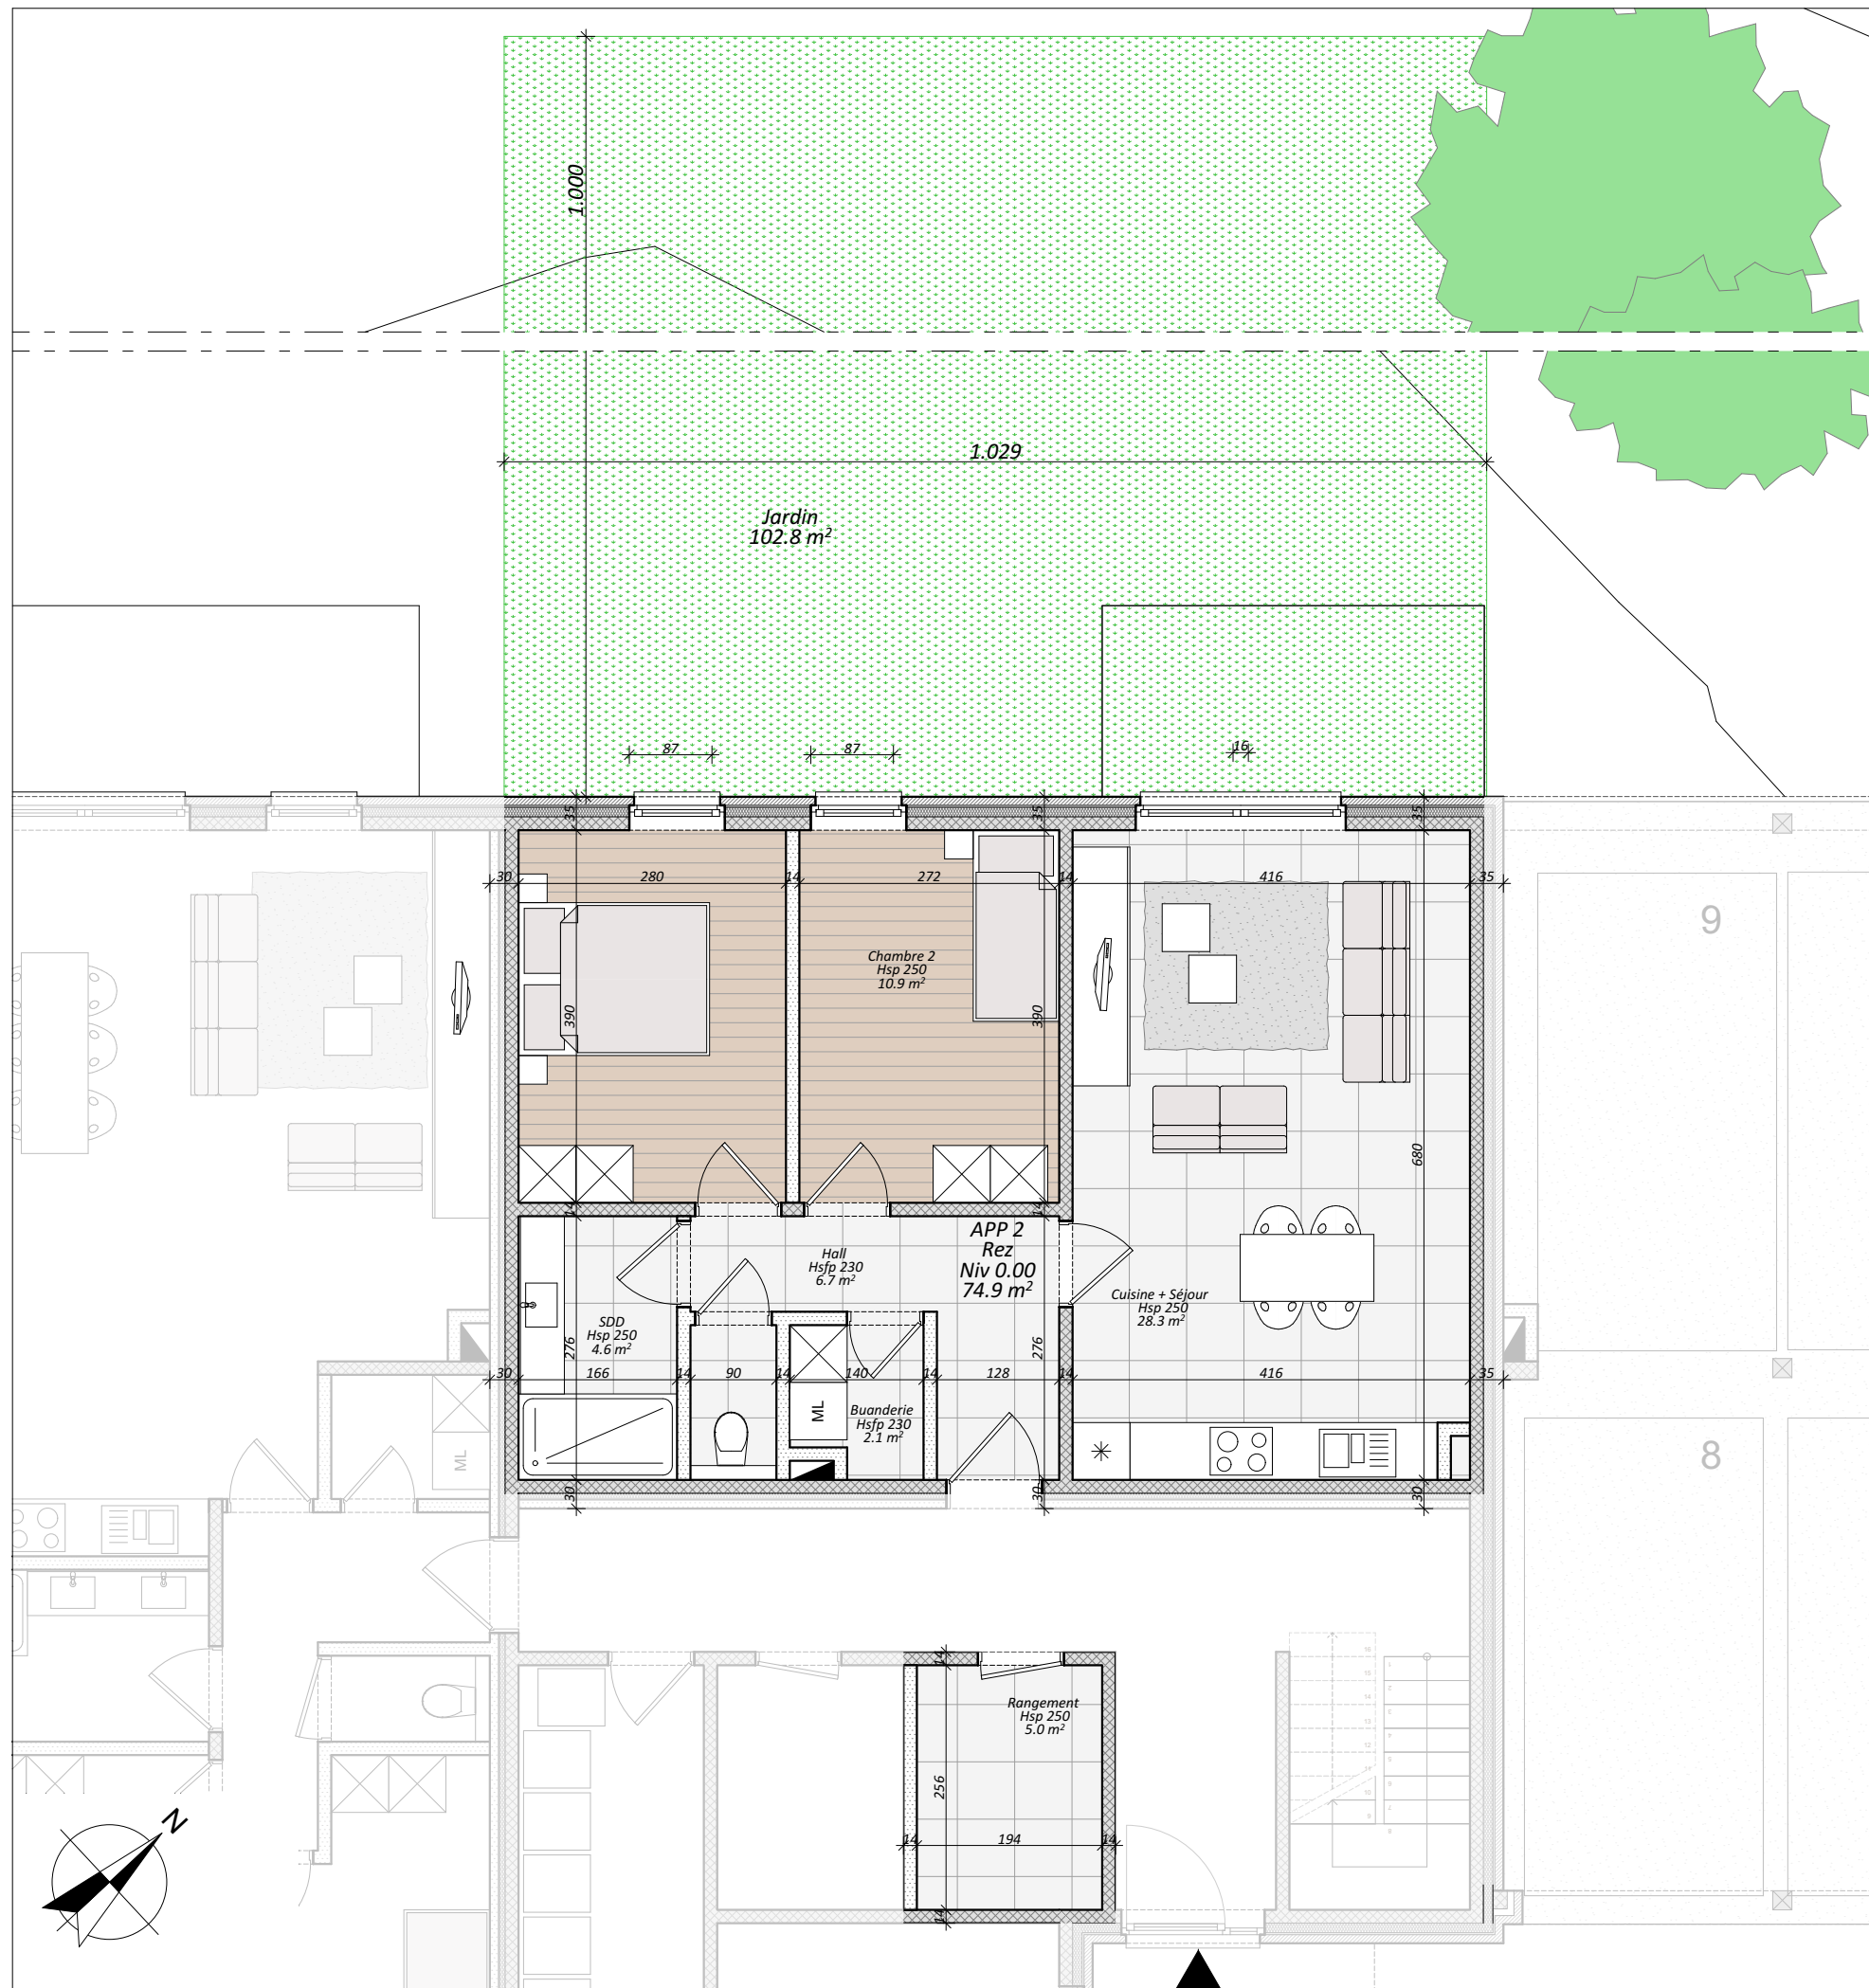 1.000
1.029
Jardin
102.8 m²
87
87
16
35
35
35
30
280
14
272
14
416
35
9
Chambre 2
Hsp 250
10.9 m²
390
390
680
14
14
APP 2
Rez
Niv 0.00
74.9 m²
Hall
Hsfp 230
6.7 m²
Cuisine + Séjour
Hsp 250
28.3 m²
SDD
Hsp 250
4.6 m²
276
276
30
166
14
90
14
140
14
128
14
416
35
ML
Buanderie
Hsfp 230
2.1 m²
ML
8
30
30
30
14
Rangement
Hsp 250
5.0 m²
256
14
194
14
14
N